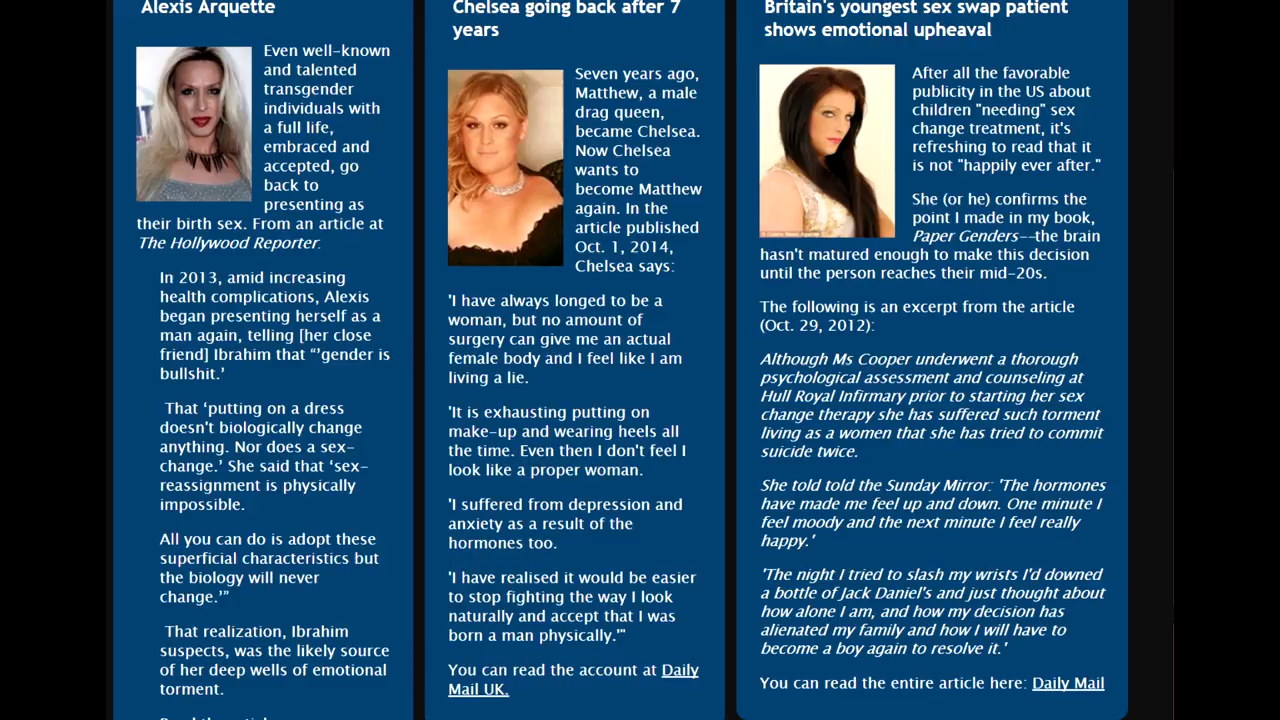 Alexis Arquette
Even well-known
and talented
transgender
individuals with
a full life,
embraced and
accepted, go
back to
presenting as
their birth sex. From an article at
The Hollywood Reporter.
In 2013, amid increasing
health complications, Alexis
began presenting herself as a
man again, telling [her close
friend] Ibrahim that “’gender is
bullshit.’
That ‘putting on a dress
doesn't biologically change
anything. Nor does a sex-
change.’ She said that ‘sex-
reassignment is physically
impossible.
All you can do is adopt these
superficial characteristics but
the biology will never
change.’”
That realization, Ibrahim
suspects, was the likely source
of her deep wells of emotional
torment.
Chelsea going back after 7
years
Seven years ago,
Matthew, a male
drag queen,
became Chelsea.
Now Chelsea
wants to
become Matthew
again. In the
article published
Oct. 1, 2014,
Chelsea says:
'I have always longed to be a
woman, but no amount of
surgery can give me an actual
female body and I feel like I am
living a lie.
'It is exhausting putting on
make-up and wearing heels all
the time. Even then I don't feel I
look like a proper woman.
'I suffered from depression and
anxiety as a result of the
hormones too.
'I have realised it would be easier
to stop fighting the way I look
naturally and accept that I was
born a man physically.'"
You can read the account at Daily
Mail UK.
Britain's youngest sex swap patient
shows emotional upheaval
After all the favorable
publicity in the US about
children "needing" sex
change treatment, it's
refreshing to read that it
is not "happily ever after."
She (or he) confirms the
point I made in my book,
Paper Genders--the brain
hasn't matured enough to make this decision
until the person reaches their mid-20s.
The following is an excerpt from the article
(Oct. 29, 2012):
Although Ms Cooper underwent a thorough
psychological assessment and counseling at
Hull Royal Infirmary prior to starting her sex
change therapy she has suffered such torment
living as a women that she has tried to commit
suicide twice.
She told told the Sunday Mirror: 'The hormones
have made me feel up and down. One minute I
feel moody and the next minute I feel really
happy.'
'The night I tried to slash my wrists I'd downed
a bottle of Jack Daniel's and just thought about
how alone I am, and how my decision has
alienated my family and how I will have to
become a boy again to resolve it.'
You can read the entire article here: Daily Mail